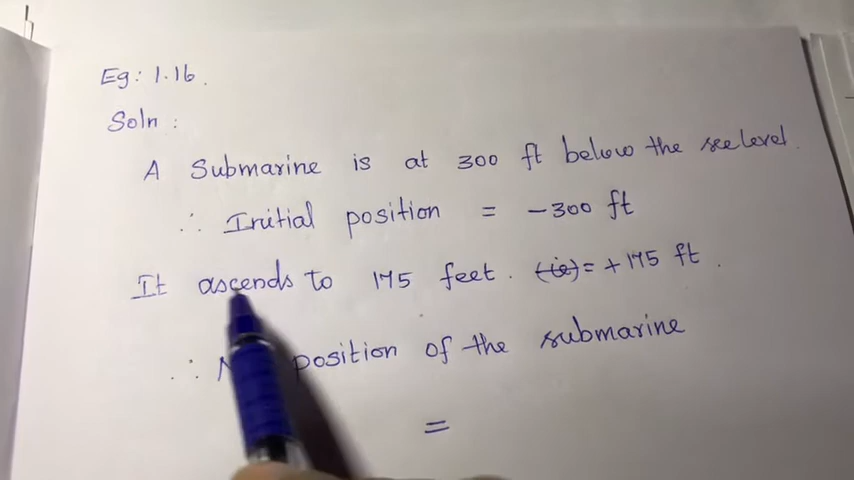 Eg: 1.16.
Soln :
A Submarine is at 300 ft below the see level.
∴ Initial position = -300 ft
It ascends to 175 feet. (ie) = +175 ft.
∴ position of the submarine
=